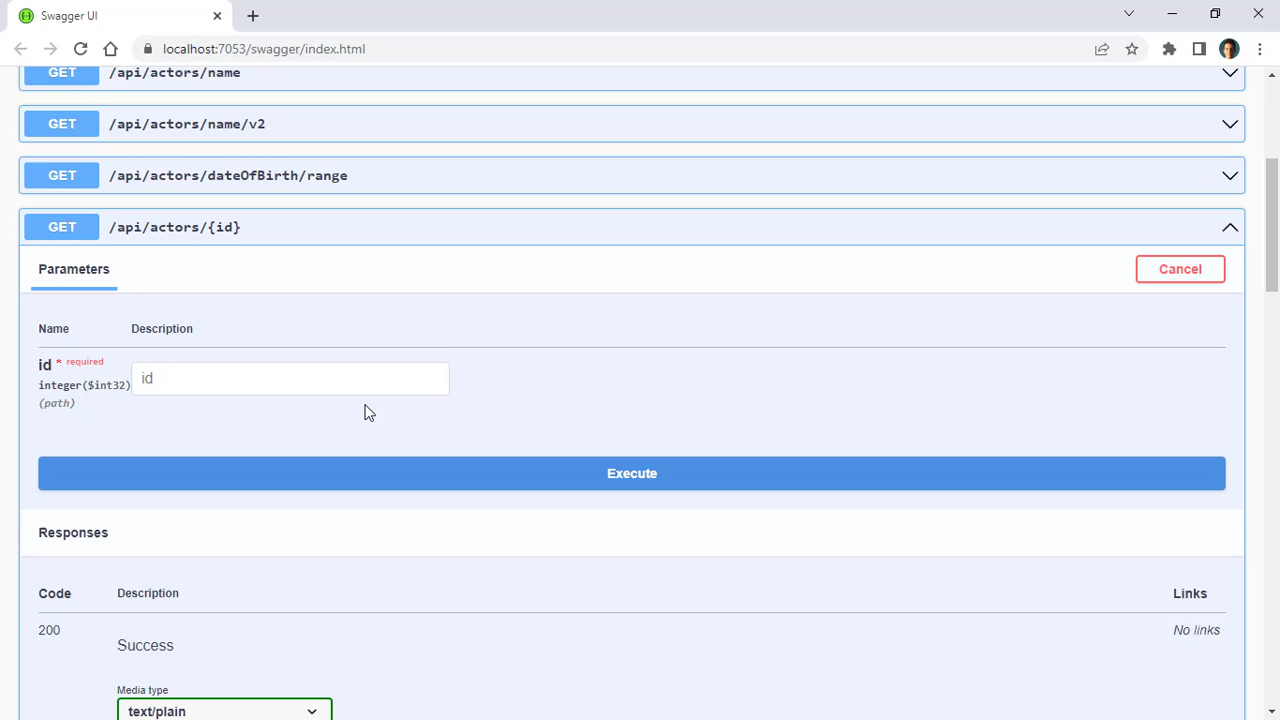 Swagger UI
localhost:7053/swagger/index.html
GET /api/actors/name
GET /api/actors/name/v2
GET /api/actors/dateOfBirth/range
GET /api/actors/{id}
Parameters
Cancel
Name Description
id * required
integer($int32)
(path)
id
Execute
Responses
Code Description Links
200 Success No links
Media type
text/plain